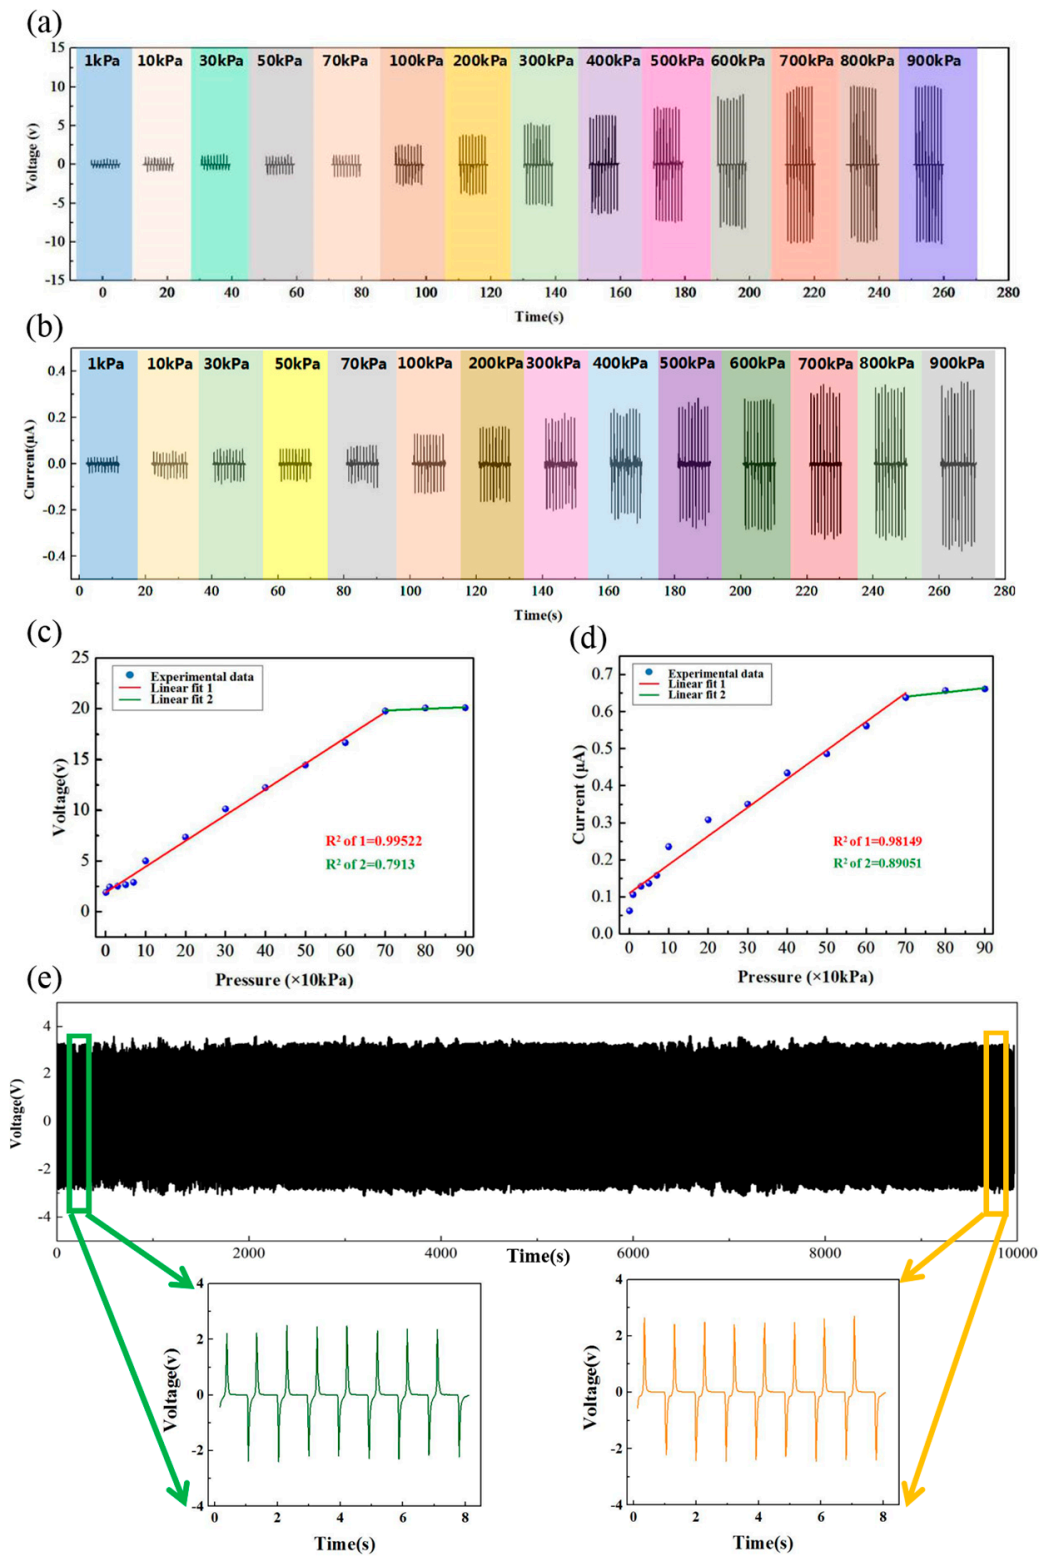 (a)
15
10
5
0
-5
-10
-15
Voltage (v)
1kPa 10kPa 30kPa 50kPa 70kPa 100kPa 200kPa 300kPa 400kPa 500kPa 600kPa 700kPa 800kPa 900kPa
0 20 40 60 80 100 120 140 160 180 200 220 240 260 280
Time(s)
(b)
0.4
0.2
0.0
-0.2
-0.4
Current(μA)
1kPa 10kPa 30kPa 50kPa 70kPa 100kPa 200kPa 300kPa 400kPa 500kPa 600kPa 700kPa 800kPa 900kPa
0 20 40 60 80 100 120 140 160 180 200 220 240 260 280
Time(s)
(c)
25
20
15
10
5
0
Voltage(v)
Experimental data
Linear fit 1
Linear fit 2
R² of 1=0.99522
R² of 2=0.7913
0 10 20 30 40 50 60 70 80 90
Pressure (×10kPa)
(d)
0.7
0.6
0.5
0.4
0.3
0.2
0.1
0.0
Current (μA)
Experimental data
Linear fit 1
Linear fit 2
R² of 1=0.98149
R² of 2=0.89051
0 10 20 30 40 50 60 70 80 90
Pressure (×10kPa)
(e)
4
2
0
-2
-4
Voltage(V)
0 2000 4000 6000 8000 10000
Time(s)
4
2
0
-2
-4
Voltage(v)
0 2 4 6 8
Time(s)
4
2
0
-2
-4
Voltage(v)
0 2 4 6 8
Time(s)